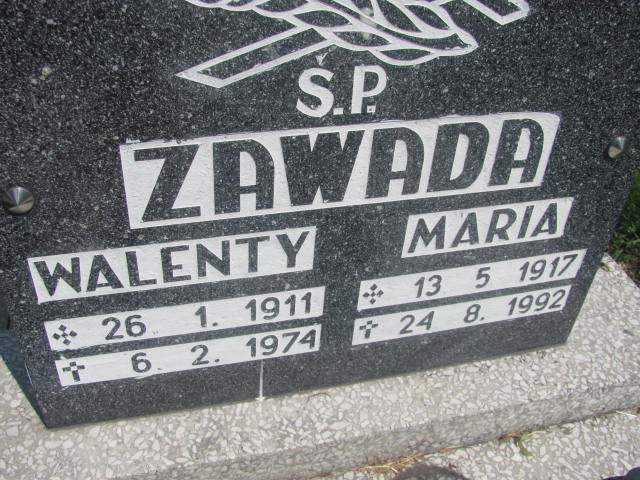 Ś.P.
ZAWADA
WALENTY
26 1. 1911
6. 2. 1974
MARIA
13 5 1917
24 8. 1992